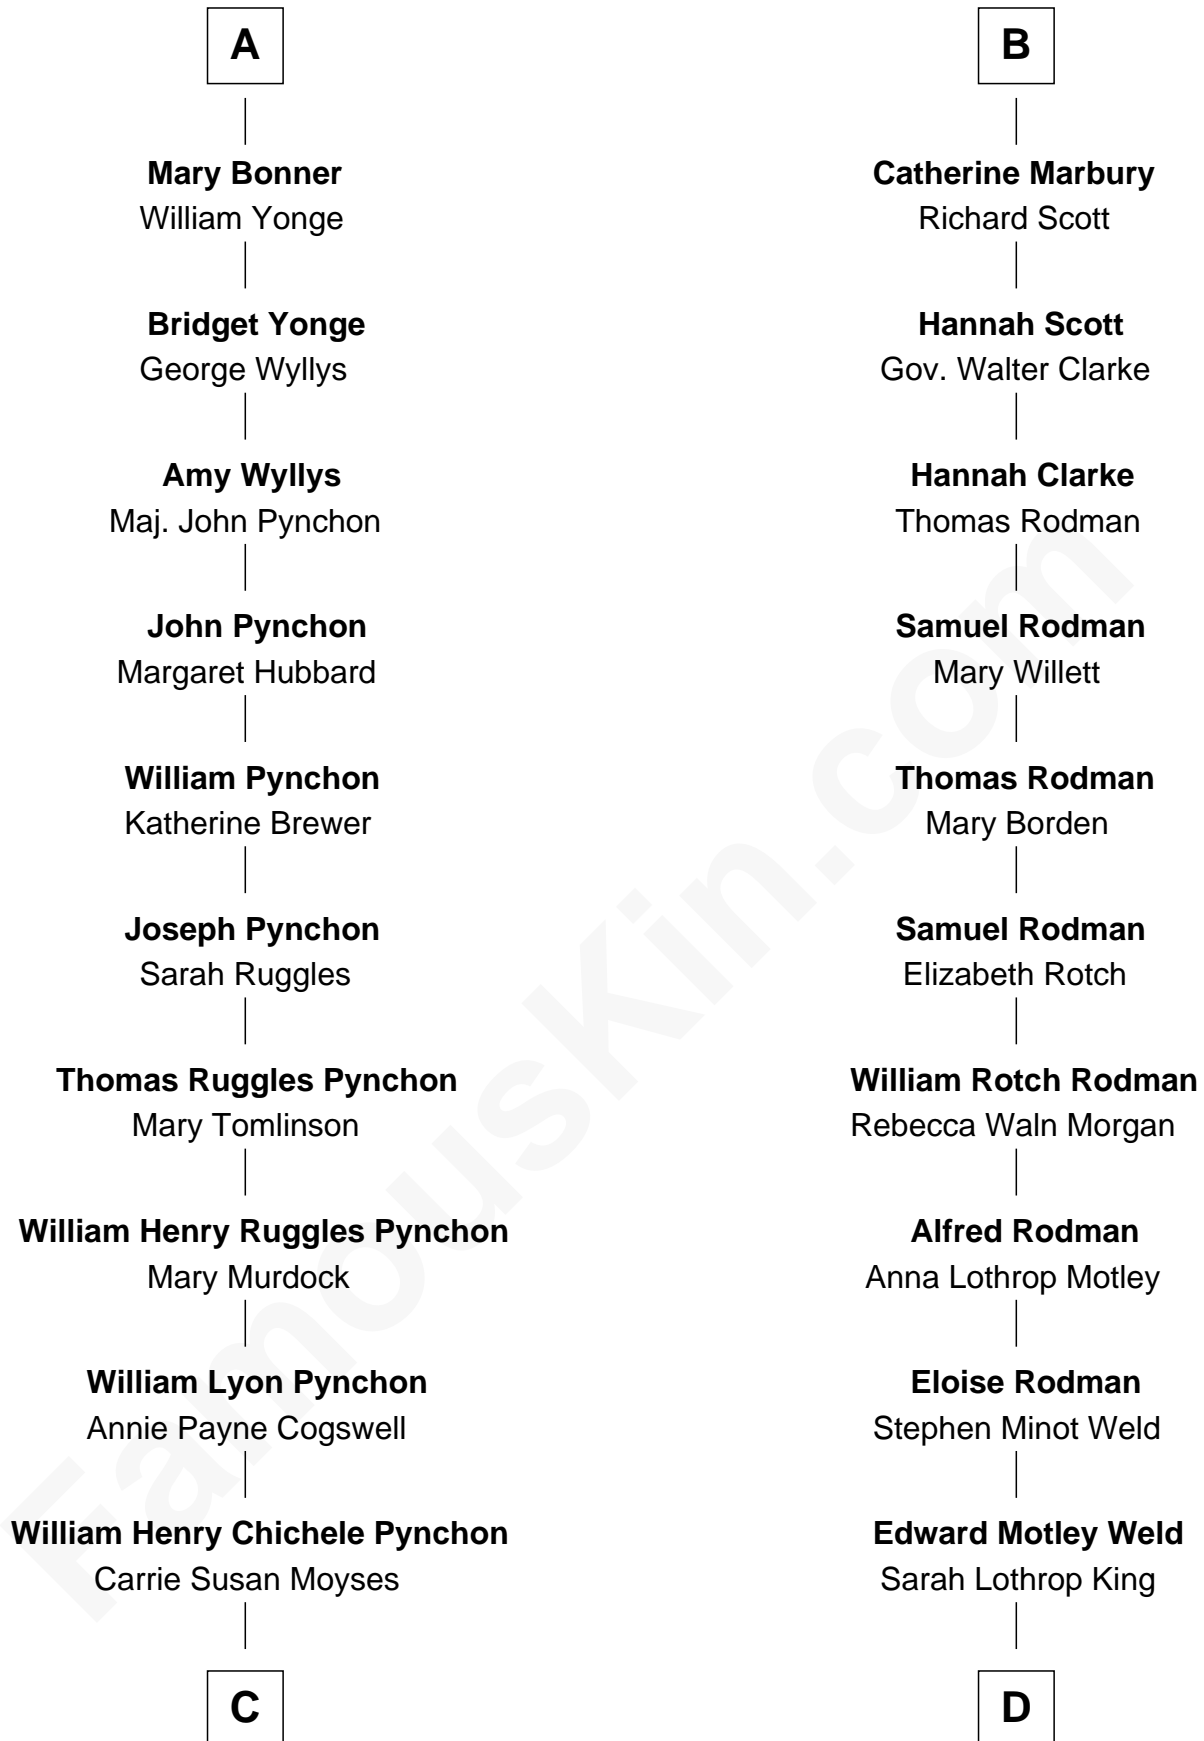 A
Mary Bonner
William Yonge
Bridget Yonge
George Wyllys
Amy Wyllys
Maj. John Pynchon
John Pynchon
Margaret Hubbard
William Pynchon
Katherine Brewer
Joseph Pynchon
Sarah Ruggles
Thomas Ruggles Pynchon
Mary Tomlinson
William Henry Ruggles Pynchon
Mary Murdock
William Lyon Pynchon
Annie Payne Cogswell
William Henry Chichele Pynchon
Carrie Susan Moyses
C
B
Catherine Marbury
Richard Scott
Hannah Scott
Gov. Walter Clarke
Hannah Clarke
Thomas Rodman
Samuel Rodman
Mary Willett
Thomas Rodman
Mary Borden
Samuel Rodman
Elizabeth Rotch
William Rotch Rodman
Rebecca Waln Morgan
Alfred Rodman
Anna Lothrop Motley
Eloise Rodman
Stephen Minot Weld
Edward Motley Weld
Sarah Lothrop King
D
FamousKin.com